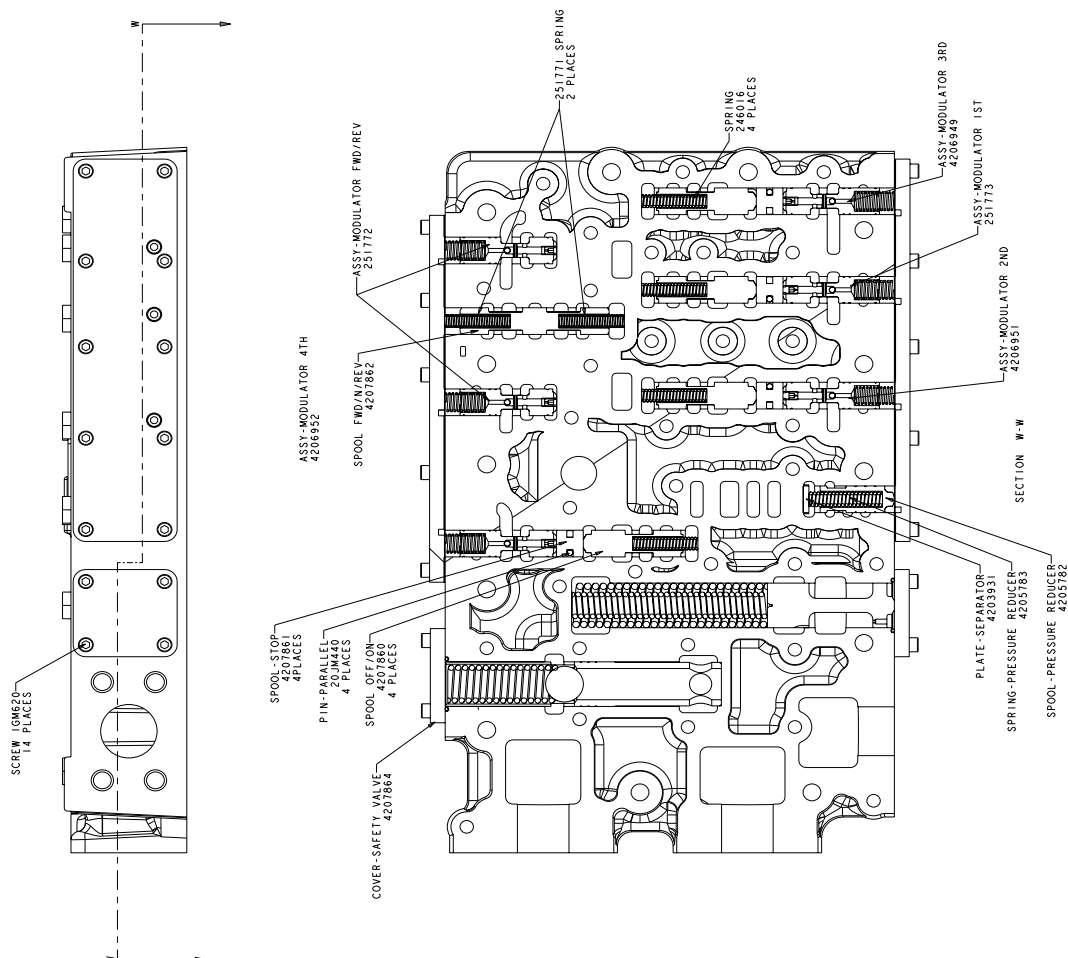 W
SCREW 1GM620
14 PLACES
ASSY-MODULATOR FWD/REV
251772
251771 SPRING
2 PLACES
SPRING
246016
4 PLACES
ASSY-MODULATOR 3RD
4206949
ASSY-MODULATOR 1ST
251773
ASSY-MODULATOR 2ND
4206951
ASSY-MODULATOR 4TH
4206952
SPOOL FWD/N/REV
4207862
SECTION W-W
SPOOL-STOP
4207861
4PLACES
PIN-PARALLEL
20JM440
4 PLACES
SPOOL OFF/ON
4207860
4 PLACES
COVER-SAFETY VALVE
4207864
PLATE-SEPARATOR
4203931
SPRING-PRESSURE REDUCER
4205783
SPOOL-PRESSURE REDUCER
4205782